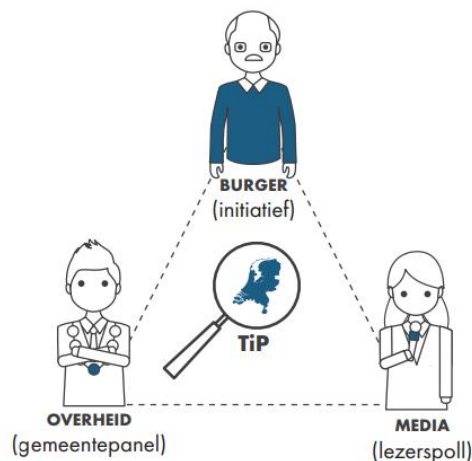 BURGER
(initiatief)
TiP
OVERHEID
(gemeentepanel)
MEDIA
(lezerspoll)